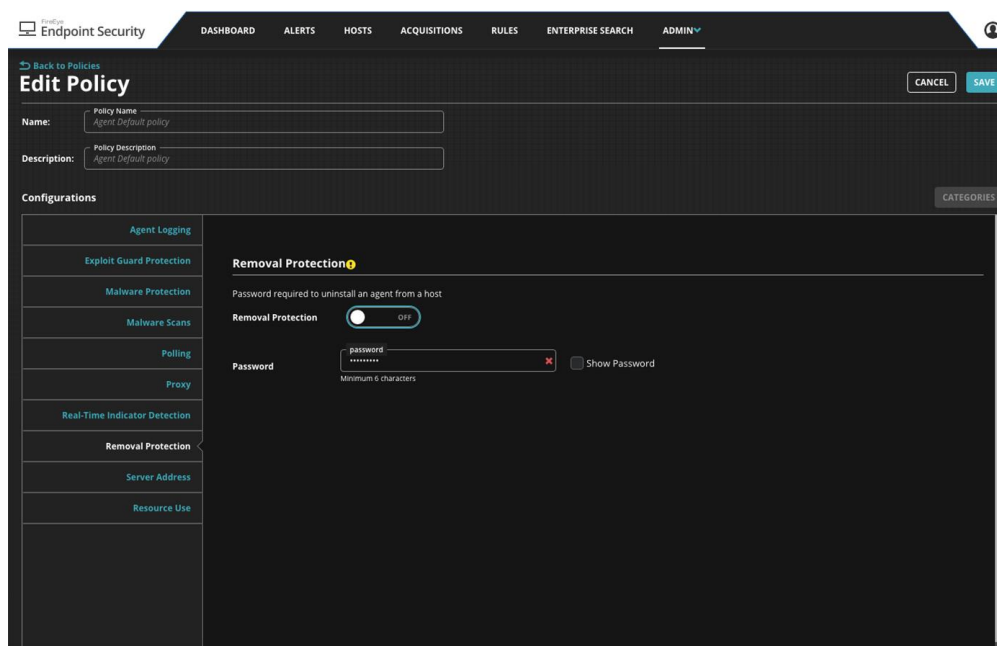 FireEye
Endpoint Security
DASHBOARD ALERTS HOSTS ACQUISITIONS RULES ENTERPRISE SEARCH ADMIN
Back to Policies
Edit Policy
CANCEL SAVE
Policy Name
Name: Agent Default policy
Policy Description
Description: Agent Default policy
Configurations
CATEGORIES
Agent Logging
Exploit Guard Protection
Malware Protection
Malware Scans
Polling
Proxy
Real-Time Indicator Detection
Removal Protection
Server Address
Resource Use
Removal Protection
Password required to uninstall an agent from a host
Removal Protection OFF
password
Password ••••••••• Show Password
Minimum 6 characters